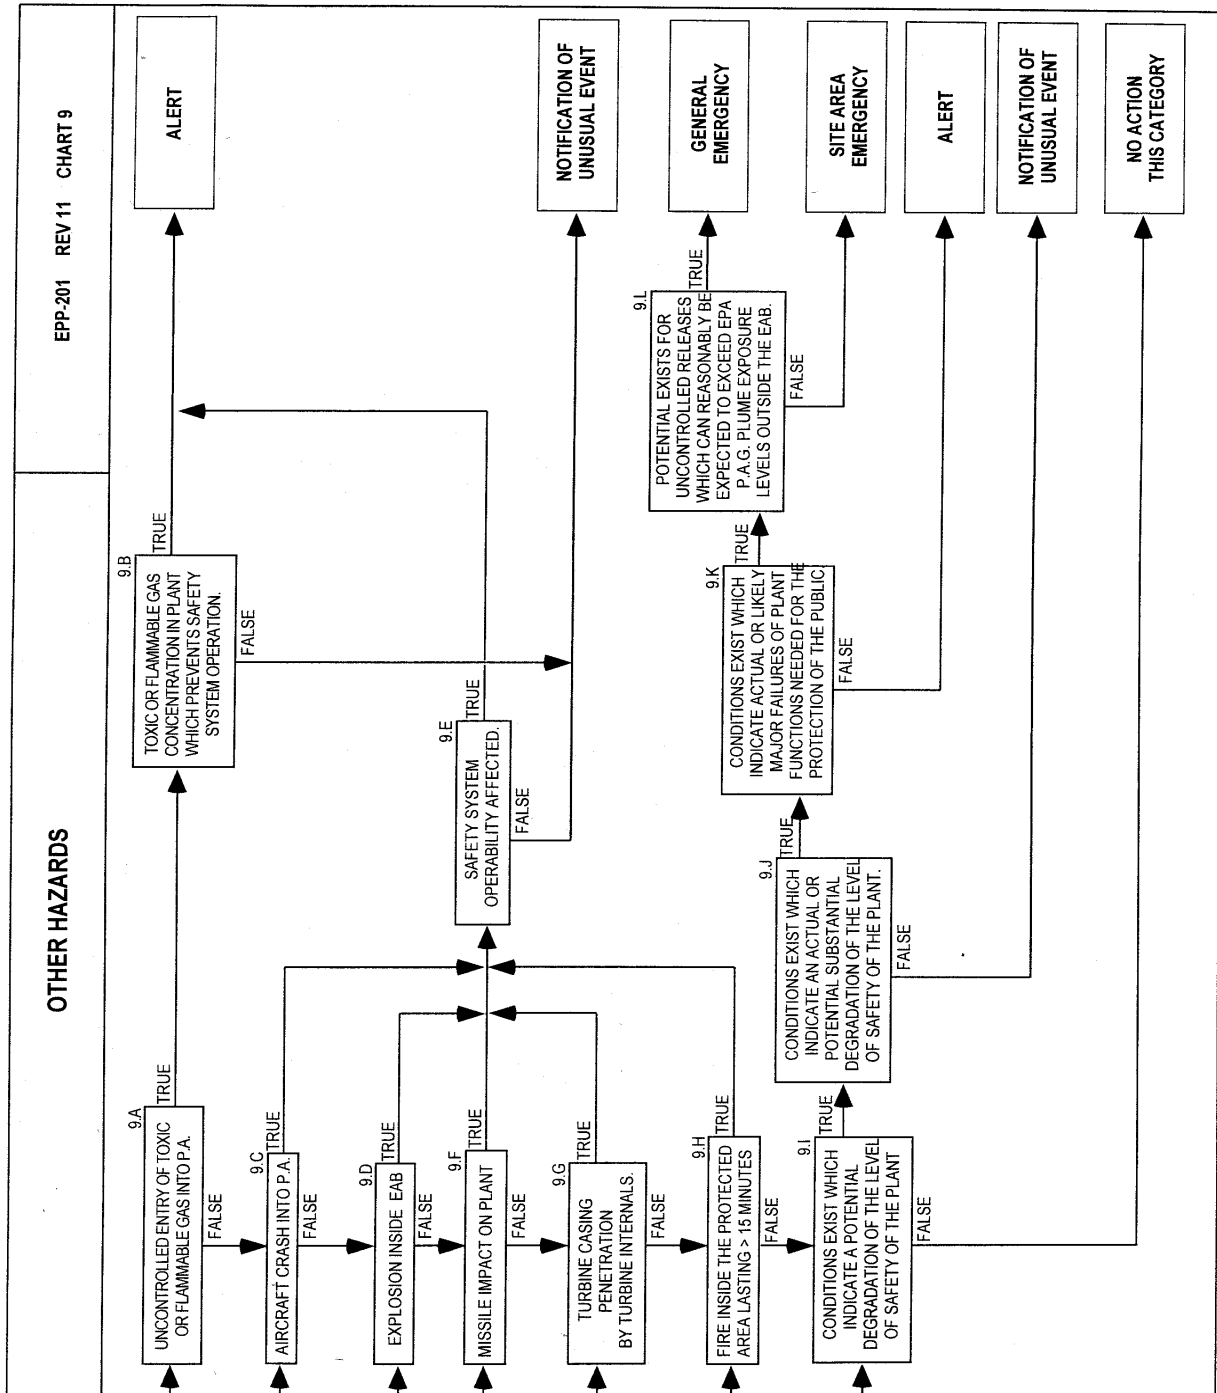 OTHER HAZARDS
EPP-201 REV 11 CHART 9
9.A
UNCONTROLLED ENTRY OF TOXIC
OR FLAMMABLE GAS INTO P.A.
TRUE
FALSE
9.B
TOXIC OR FLAMMABLE GAS
CONCENTRATION IN PLANT
WHICH PREVENTS SAFETY
SYSTEM OPERATION.
TRUE
FALSE
ALERT
9.C
AIRCRAFT CRASH INTO P.A.
TRUE
FALSE
9.D
EXPLOSION INSIDE EAB
TRUE
FALSE
9.E
SAFETY SYSTEM
OPERABILITY AFFECTED.
TRUE
FALSE
NOTIFICATION OF
UNUSUAL EVENT
9.F
MISSILE IMPACT ON PLANT
TRUE
FALSE
9.G
TURBINE CASING
PENETRATION
BY TURBINE INTERNALS.
TRUE
FALSE
9.H
FIRE INSIDE THE PROTECTED
AREA LASTING > 15 MINUTES
TRUE
FALSE
9.I
CONDITIONS EXIST WHICH
INDICATE A POTENTIAL
DEGRADATION OF THE LEVEL
OF SAFETY OF THE PLANT
TRUE
FALSE
9.J
CONDITIONS EXIST WHICH
INDICATE AN ACTUAL OR
POTENTIAL SUBSTANTIAL
DEGRADATION OF THE LEVEL
OF SAFETY OF THE PLANT.
TRUE
FALSE
9.K
CONDITIONS EXIST WHICH
INDICATE ACTUAL OR LIKELY
MAJOR FAILURES OF PLANT
FUNCTIONS NEEDED FOR THE
PROTECTION OF THE PUBLIC.
TRUE
FALSE
9.L
POTENTIAL EXISTS FOR
UNCONTROLLED RELEASES
WHICH CAN REASONABLY BE
EXPECTED TO EXCEED EPA
P.A.G. PLUME EXPOSURE
LEVELS OUTSIDE THE EAB.
TRUE
FALSE
GENERAL
EMERGENCY
SITE AREA
EMERGENCY
ALERT
NOTIFICATION OF
UNUSUAL EVENT
NO ACTION
THIS CATEGORY